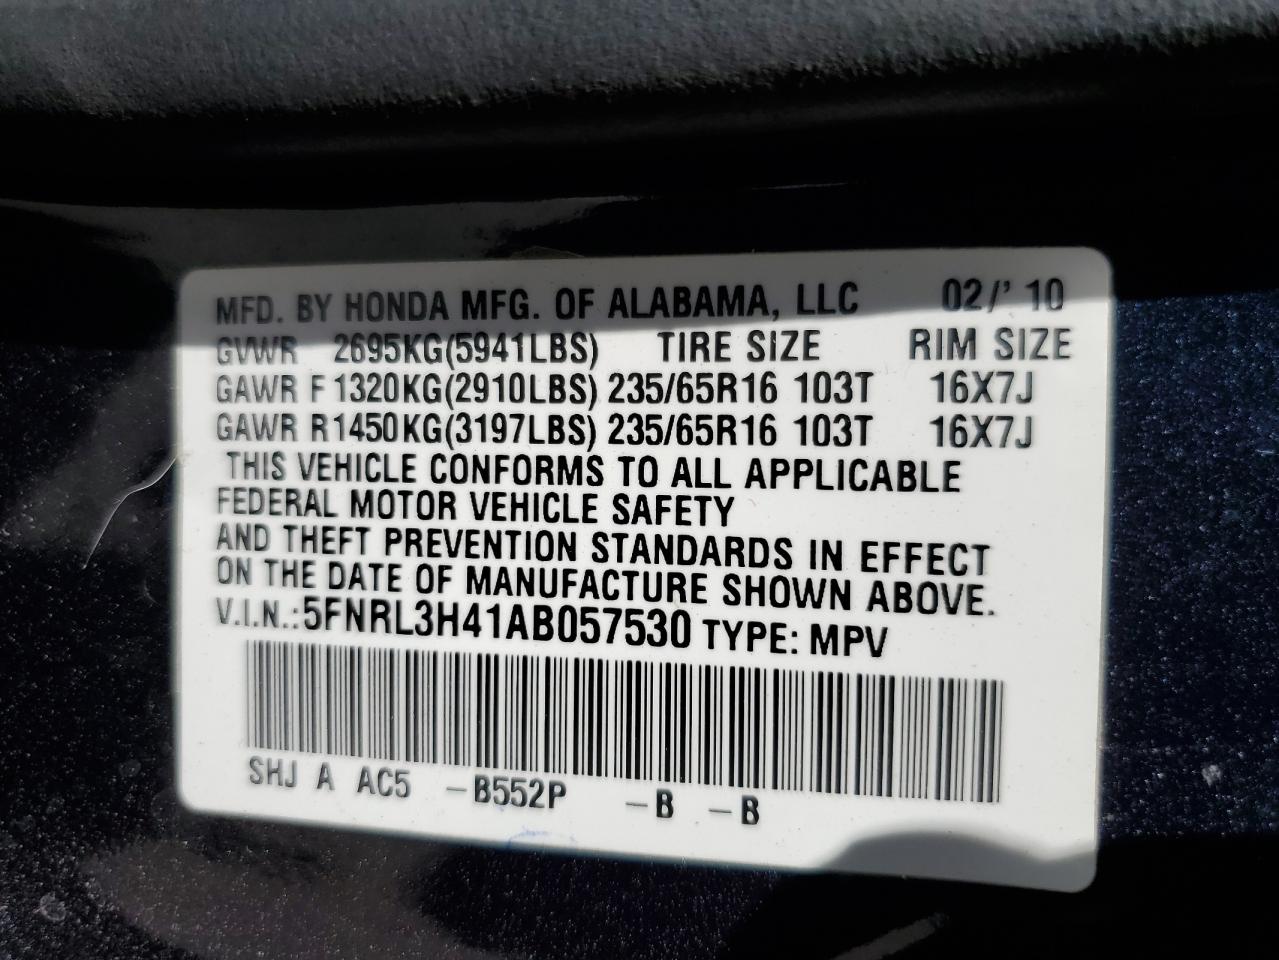 MFD. BY HONDA MFG. OF ALABAMA, LLC 02/' 10
GVWR 2695KG(5941LBS) TIRE SIZE RIM SIZE
GAWR F 1320KG(2910LBS) 235/65R16 103T 16X7J
GAWR R1450KG(3197LBS) 235/65R16 103T 16X7J
THIS VEHICLE CONFORMS TO ALL APPLICABLE
FEDERAL MOTOR VEHICLE SAFETY
AND THEFT PREVENTION STANDARDS IN EFFECT
ON THE DATE OF MANUFACTURE SHOWN ABOVE.
V.I.N.:5FNRL3H41AB057530 TYPE: MPV
SHJ A AC5 –B552P –B –B